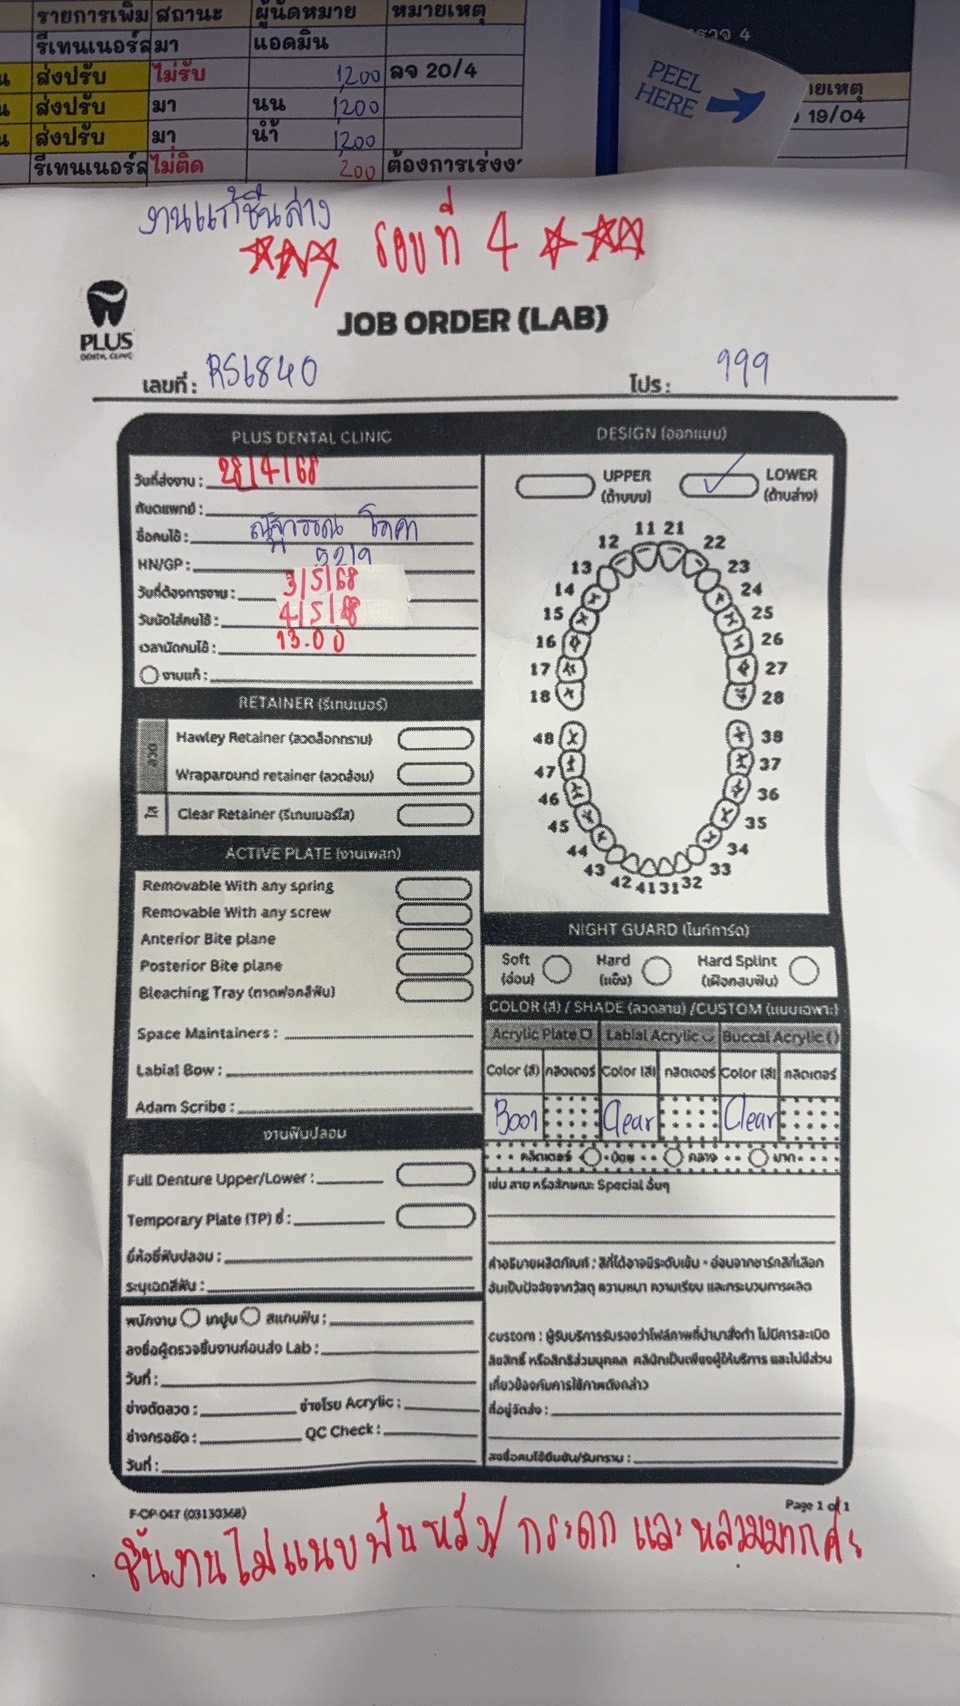 รายการเพิ่ม สถานะ ผู้นัดหมาย หมายเหตุ
รีเทนเนอร์ส มา แอดมิน
ส่งปรับ ไม่รับ 1,200 ลจ 20/4
ส่งปรับ มา นน 1,200
ส่งปรับ มา น้ำ 1,200
รีเทนเนอร์ส ไม่ติด 200 ต้องการเร่งง
PEEL
HERE
ายเหตุ
19/04
งานแก้ชิ้นล่าง
รอบที่ 4
JOB ORDER (LAB)
PLUS
DENTAL CLINIC
เลขที่ : RS6840 โปร : 999
PLUS DENTAL CLINIC
วันที่ส่งงาน : 28/4/68
ทันตแพทย์ :
ชื่อคนไข้ :
HN/GP : 5219
วันที่ต้องการงาน : 3/5/68
วันนัดใส่คนไข้ : 4/5/68
เวลานัดคนไข้ : 13.00
งานแก้ :
RETAINER (รีเทนเนอร์)
ลวด
Hawley Retainer (ลวดล็อกกราม)
Wraparound retainer (ลวดอ้อม)
ใส
Clear Retainer (รีเทนเนอร์ใส)
ACTIVE PLATE (งานเพลท)
Removable With any spring
Removable With any screw
Anterior Bite plane
Posterior Bite plane
Bleaching Tray (ถาดฟอกสีฟัน)
Space Maintainers :
Labial Bow :
Adam Scribe :
งานฟันปลอม
Full Denture Upper/Lower :
Temporary Plate (TP) ซี่ :
ยี่ห้อซี่ฟันปลอม :
ระบุเฉดสีฟัน :
พนักงาน เทปูน สแกนฟัน :
ลงชื่อผู้ตรวจชิ้นงานก่อนส่ง Lab :
วันที่ :
ช่างดัดลวด : ช่างโรย Acrylic :
ช่างกรอขัด : QC Check :
วันที่ :
DESIGN (ออกแบบ)
UPPER
(ด้านบน)
LOWER
(ด้านล่าง)
11 21
12 22
13 23
14 24
15 25
16 26
17 27
18 28
48 38
47 37
46 36
45 35
44 34
43 33
42 41 31 32
NIGHT GUARD (ไนท์การ์ด)
Soft
(อ่อน)
Hard
(แข็ง)
Hard Splint
(เฝือกสบฟัน)
COLOR (สี) / SHADE (ลวดลาย) /CUSTOM (แบบเฉพาะ)
Acrylic Plate Labial Acrylic Buccal Acrylic
Color (สี) กลิตเตอร์ Color (สี) กลิตเตอร์ Color (สี) กลิตเตอร์
B001 Clear Clear
กลิตเตอร์ น้อย กลาง มาก
เช่น ลาย หรือลักษณะ Special อื่นๆ
คำอธิบายผลิตภัณฑ์ : สีที่ได้อาจมีระดับเข้ม - อ่อนจากชาร์ทสีที่เลือก
อันเป็นปัจจัยจากวัสดุ ความหนา ความเรียบ และกระบวนการผลิต
custom : ผู้รับบริการรับรองว่าไฟล์ภาพที่นำมาสั่งทำ ไม่มีการละเมิด
ลิขสิทธิ์ หรือสิทธิส่วนบุคคล คลินิกเป็นเพียงผู้ให้บริการ และไม่มีส่วน
เกี่ยวข้องกับการใช้ภาพดังกล่าว
ที่อยู่จัดส่ง :
ลงชื่อคนไข้ยืนยัน/รับทราบ :
F-OP-047 (03130368)
Page 1 of 1
ชิ้นงานไม่แนบฟันหลัง/กระดก และหลวมมากค่ะ